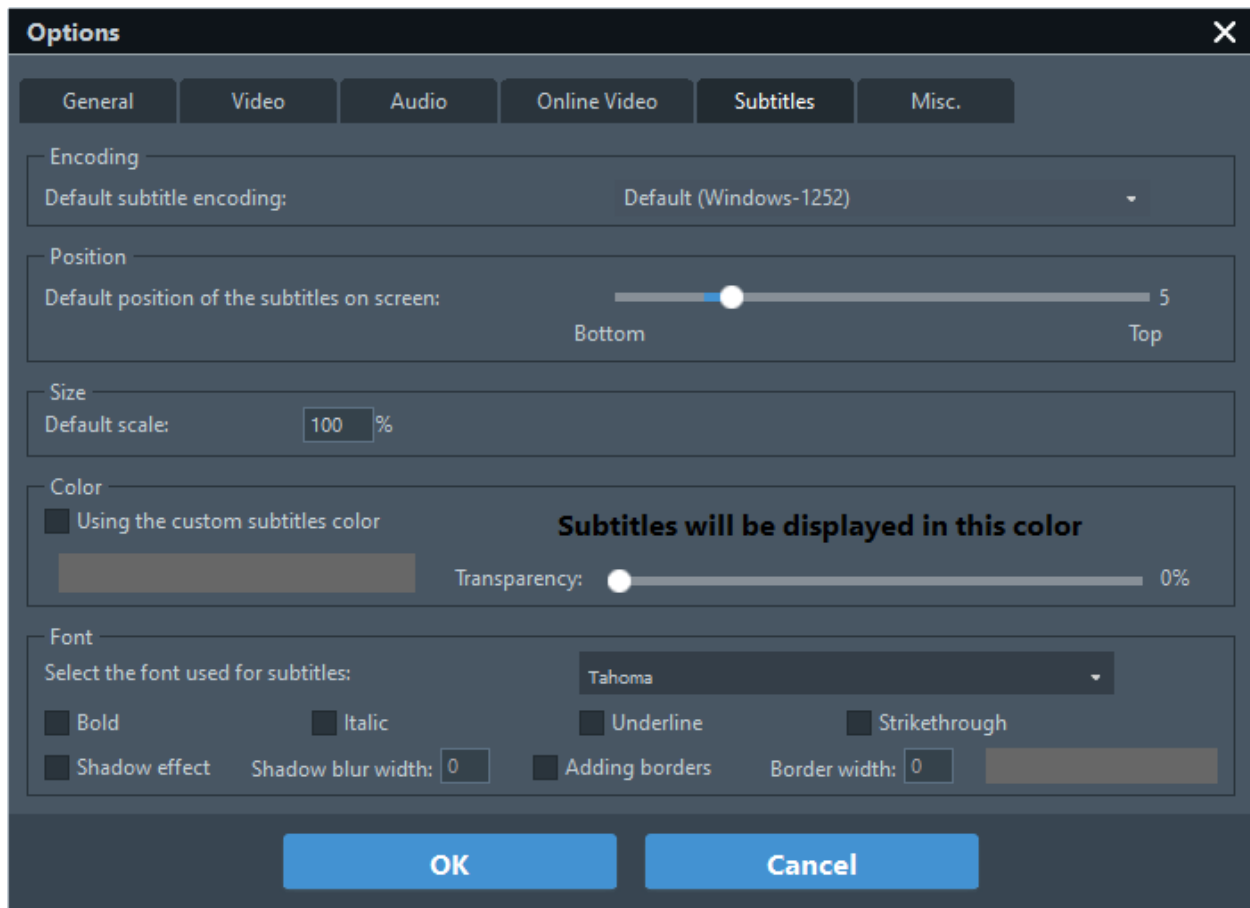 Options
General Video Audio Online Video Subtitles Misc.
Encoding
Default subtitle encoding: Default (Windows-1252)
Position
Default position of the subtitles on screen: 5
Bottom Top
Size
Default scale: 100 %
Color
Using the custom subtitles color Subtitles will be displayed in this color
Transparency: 0%
Font
Select the font used for subtitles: Tahoma
Bold Italic Underline Strikethrough
Shadow effect Shadow blur width: 0 Adding borders Border width: 0
OK Cancel